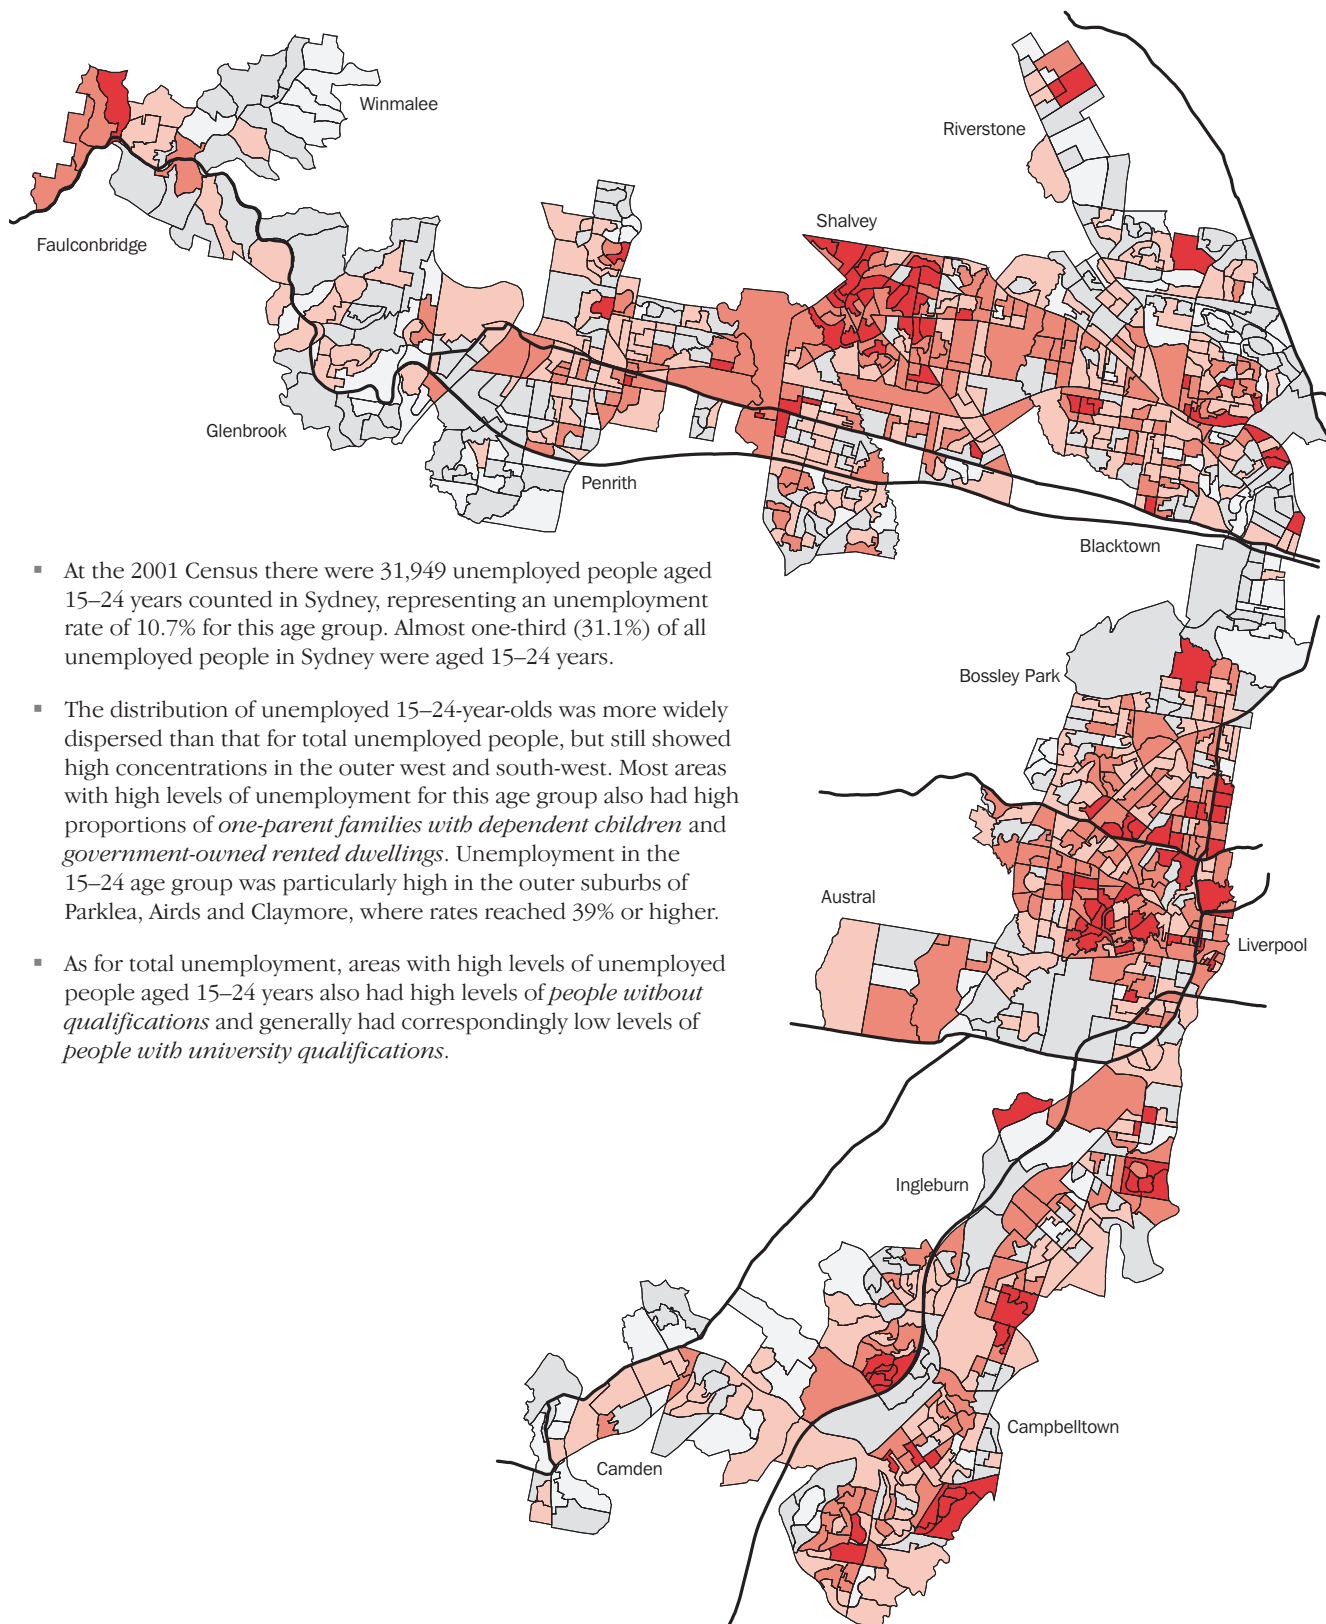 Winmalee
Riverstone
Shalvey
Faulconbridge
Glenbrook
Penrith
Blacktown
▪ At the 2001 Census there were 31,949 unemployed people aged
15–24 years counted in Sydney, representing an unemployment
rate of 10.7% for this age group. Almost one-third (31.1%) of all
unemployed people in Sydney were aged 15–24 years.
▪ The distribution of unemployed 15–24-year-olds was more widely
dispersed than that for total unemployed people, but still showed
high concentrations in the outer west and south-west. Most areas
with high levels of unemployment for this age group also had high
proportions of one-parent families with dependent children and
government-owned rented dwellings. Unemployment in the
15–24 age group was particularly high in the outer suburbs of
Parklea, Airds and Claymore, where rates reached 39% or higher.
▪ As for total unemployment, areas with high levels of unemployed
people aged 15–24 years also had high levels of people without
qualifications and generally had correspondingly low levels of
people with university qualifications.
Bossley Park
Austral
Liverpool
Ingleburn
Campbelltown
Camden